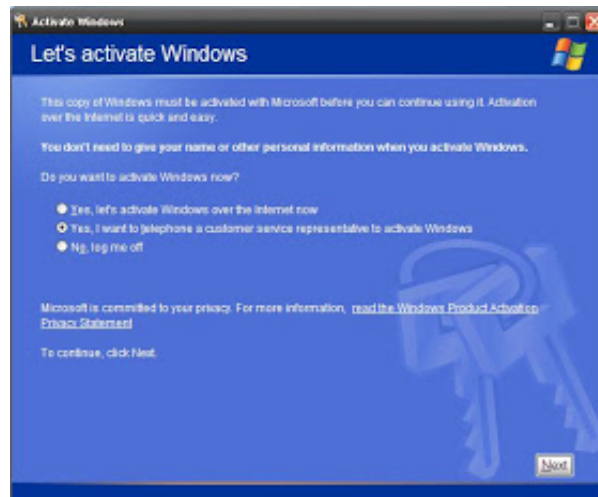 Activate Windows
Let's activate Windows
This copy of Windows must be activated with Microsoft before you can continue using it. Activation
over the Internet is quick and easy.
You don't need to give your name or other personal information when you activate Windows.
Do you want to activate Windows now?
Yes, let's activate Windows over the Internet now
Yes, I want to telephone a customer service representative to activate Windows
No, log me off
Microsoft is committed to your privacy. For more information, read the Windows Product Activation
Privacy Statement
To continue, click Next.
Next